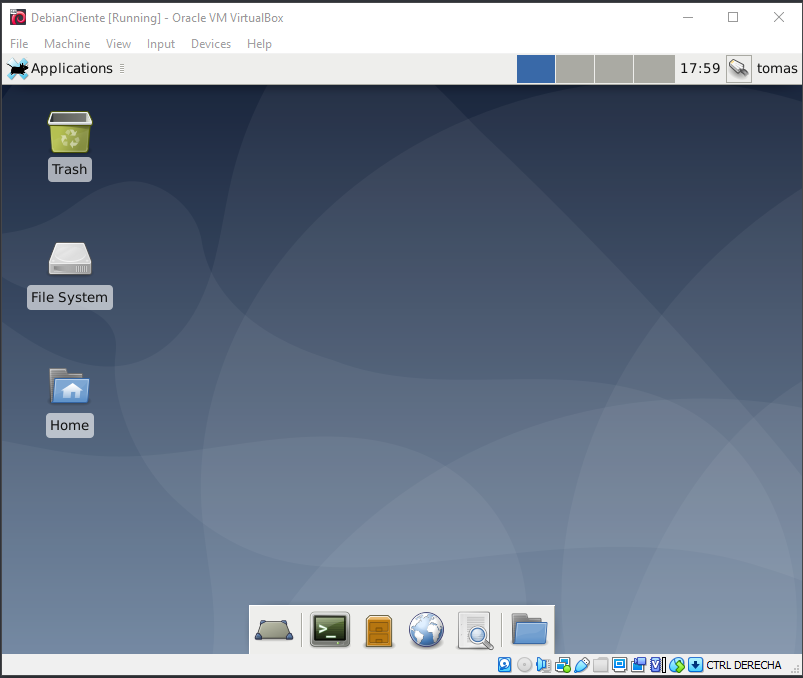 DebianCliente [Running] - Oracle VM VirtualBox
File Machine View Input Devices Help
Applications 17:59 tomas
Trash
File System
Home
CTRL DERECHA